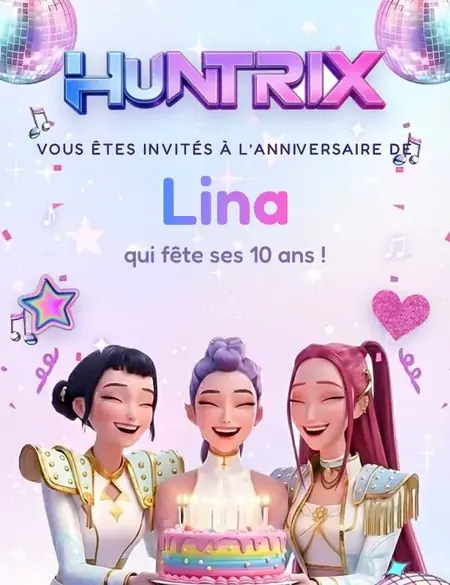 HUNTRIX
VOUS ÊTES INVITÉS À L'ANNIVERSAIRE DE
Lina
qui fête ses 10 ans !